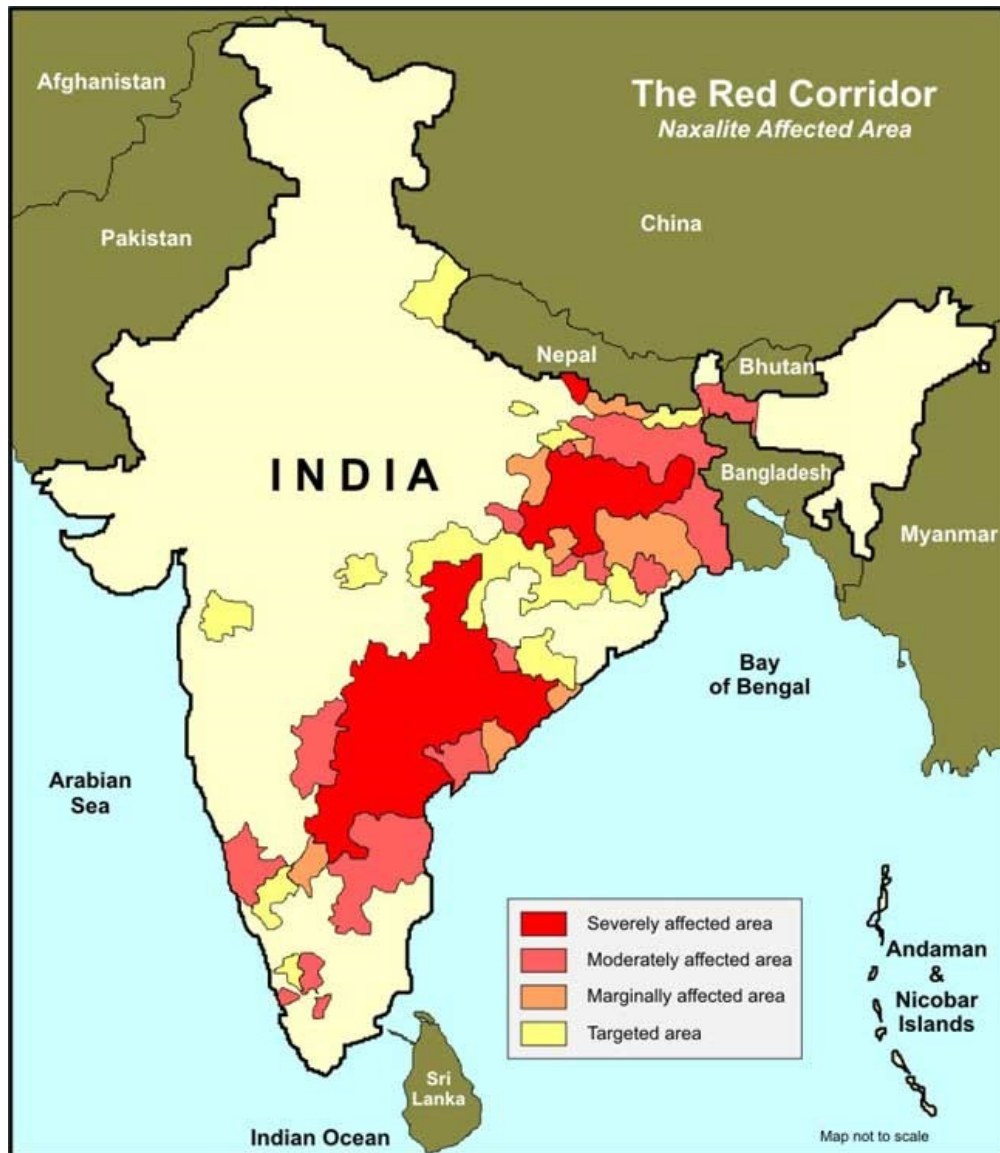 The Red Corridor
Naxalite Affected Area
Afghanistan
Pakistan
China
Nepal
Bhutan
INDIA
Bangladesh
Myanmar
Bay
of Bengal
Arabian
Sea
Severely affected area
Moderately affected area
Marginally affected area
Targeted area
Andaman
&
Nicobar
Islands
Sri
Lanka
Indian Ocean
Map not to scale